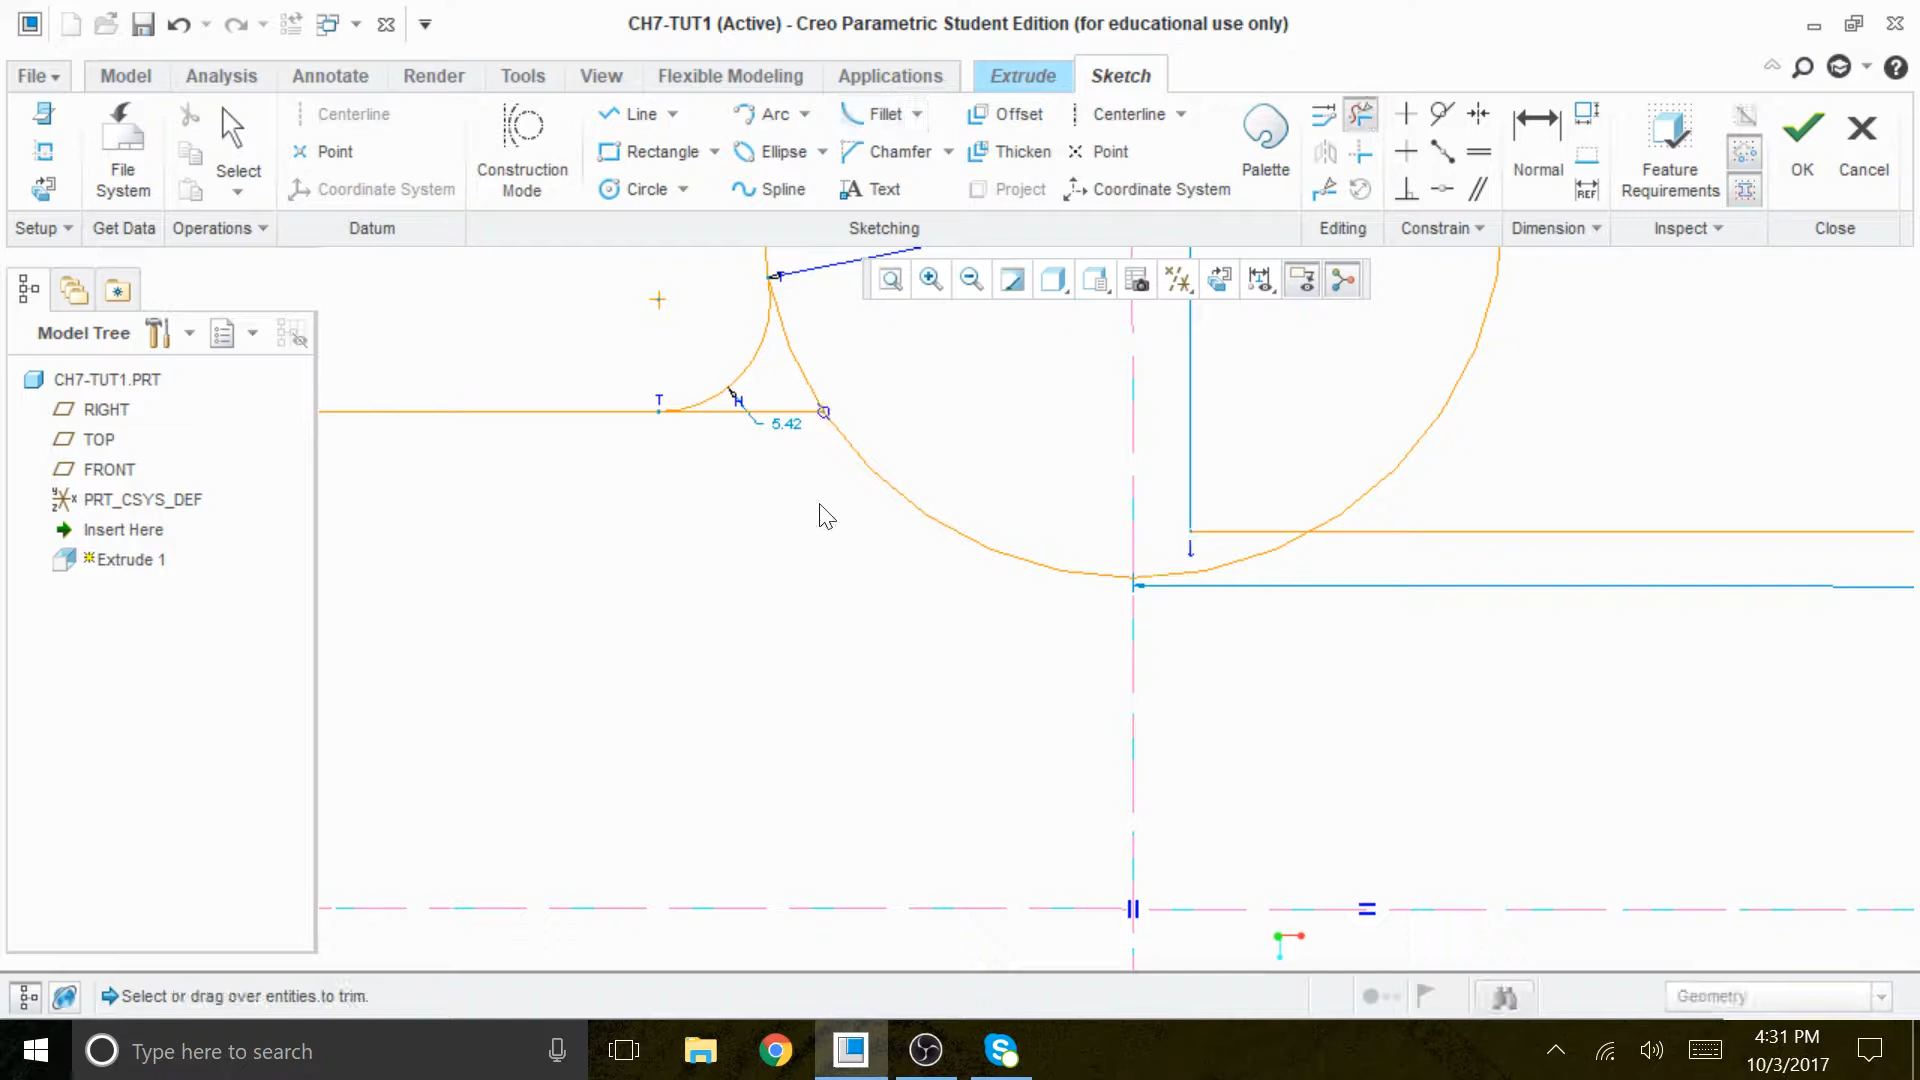 CH7-TUT1 (Active) - Creo Parametric Student Edition (for educational use only)
File Model Analysis Annotate Render Tools View Flexible Modeling Applications Extrude Sketch
Centerline Line Arc Fillet Offset Centerline
Point Rectangle Ellipse Chamfer Thicken Point
Coordinate System Circle Spline Text Project Coordinate System
File System
Select
Construction Mode
Palette
Normal
REF
Feature Requirements
OK
Cancel
Setup Get Data Operations Datum Sketching Editing Constrain Dimension Inspect Close
Model Tree
CH7-TUT1.PRT
RIGHT
TOP
FRONT
PRT_CSYS_DEF
Insert Here
Extrude 1
T
H
5.42
Select or drag over entities to trim.
Geometry
Type here to search
4:31 PM
10/3/2017